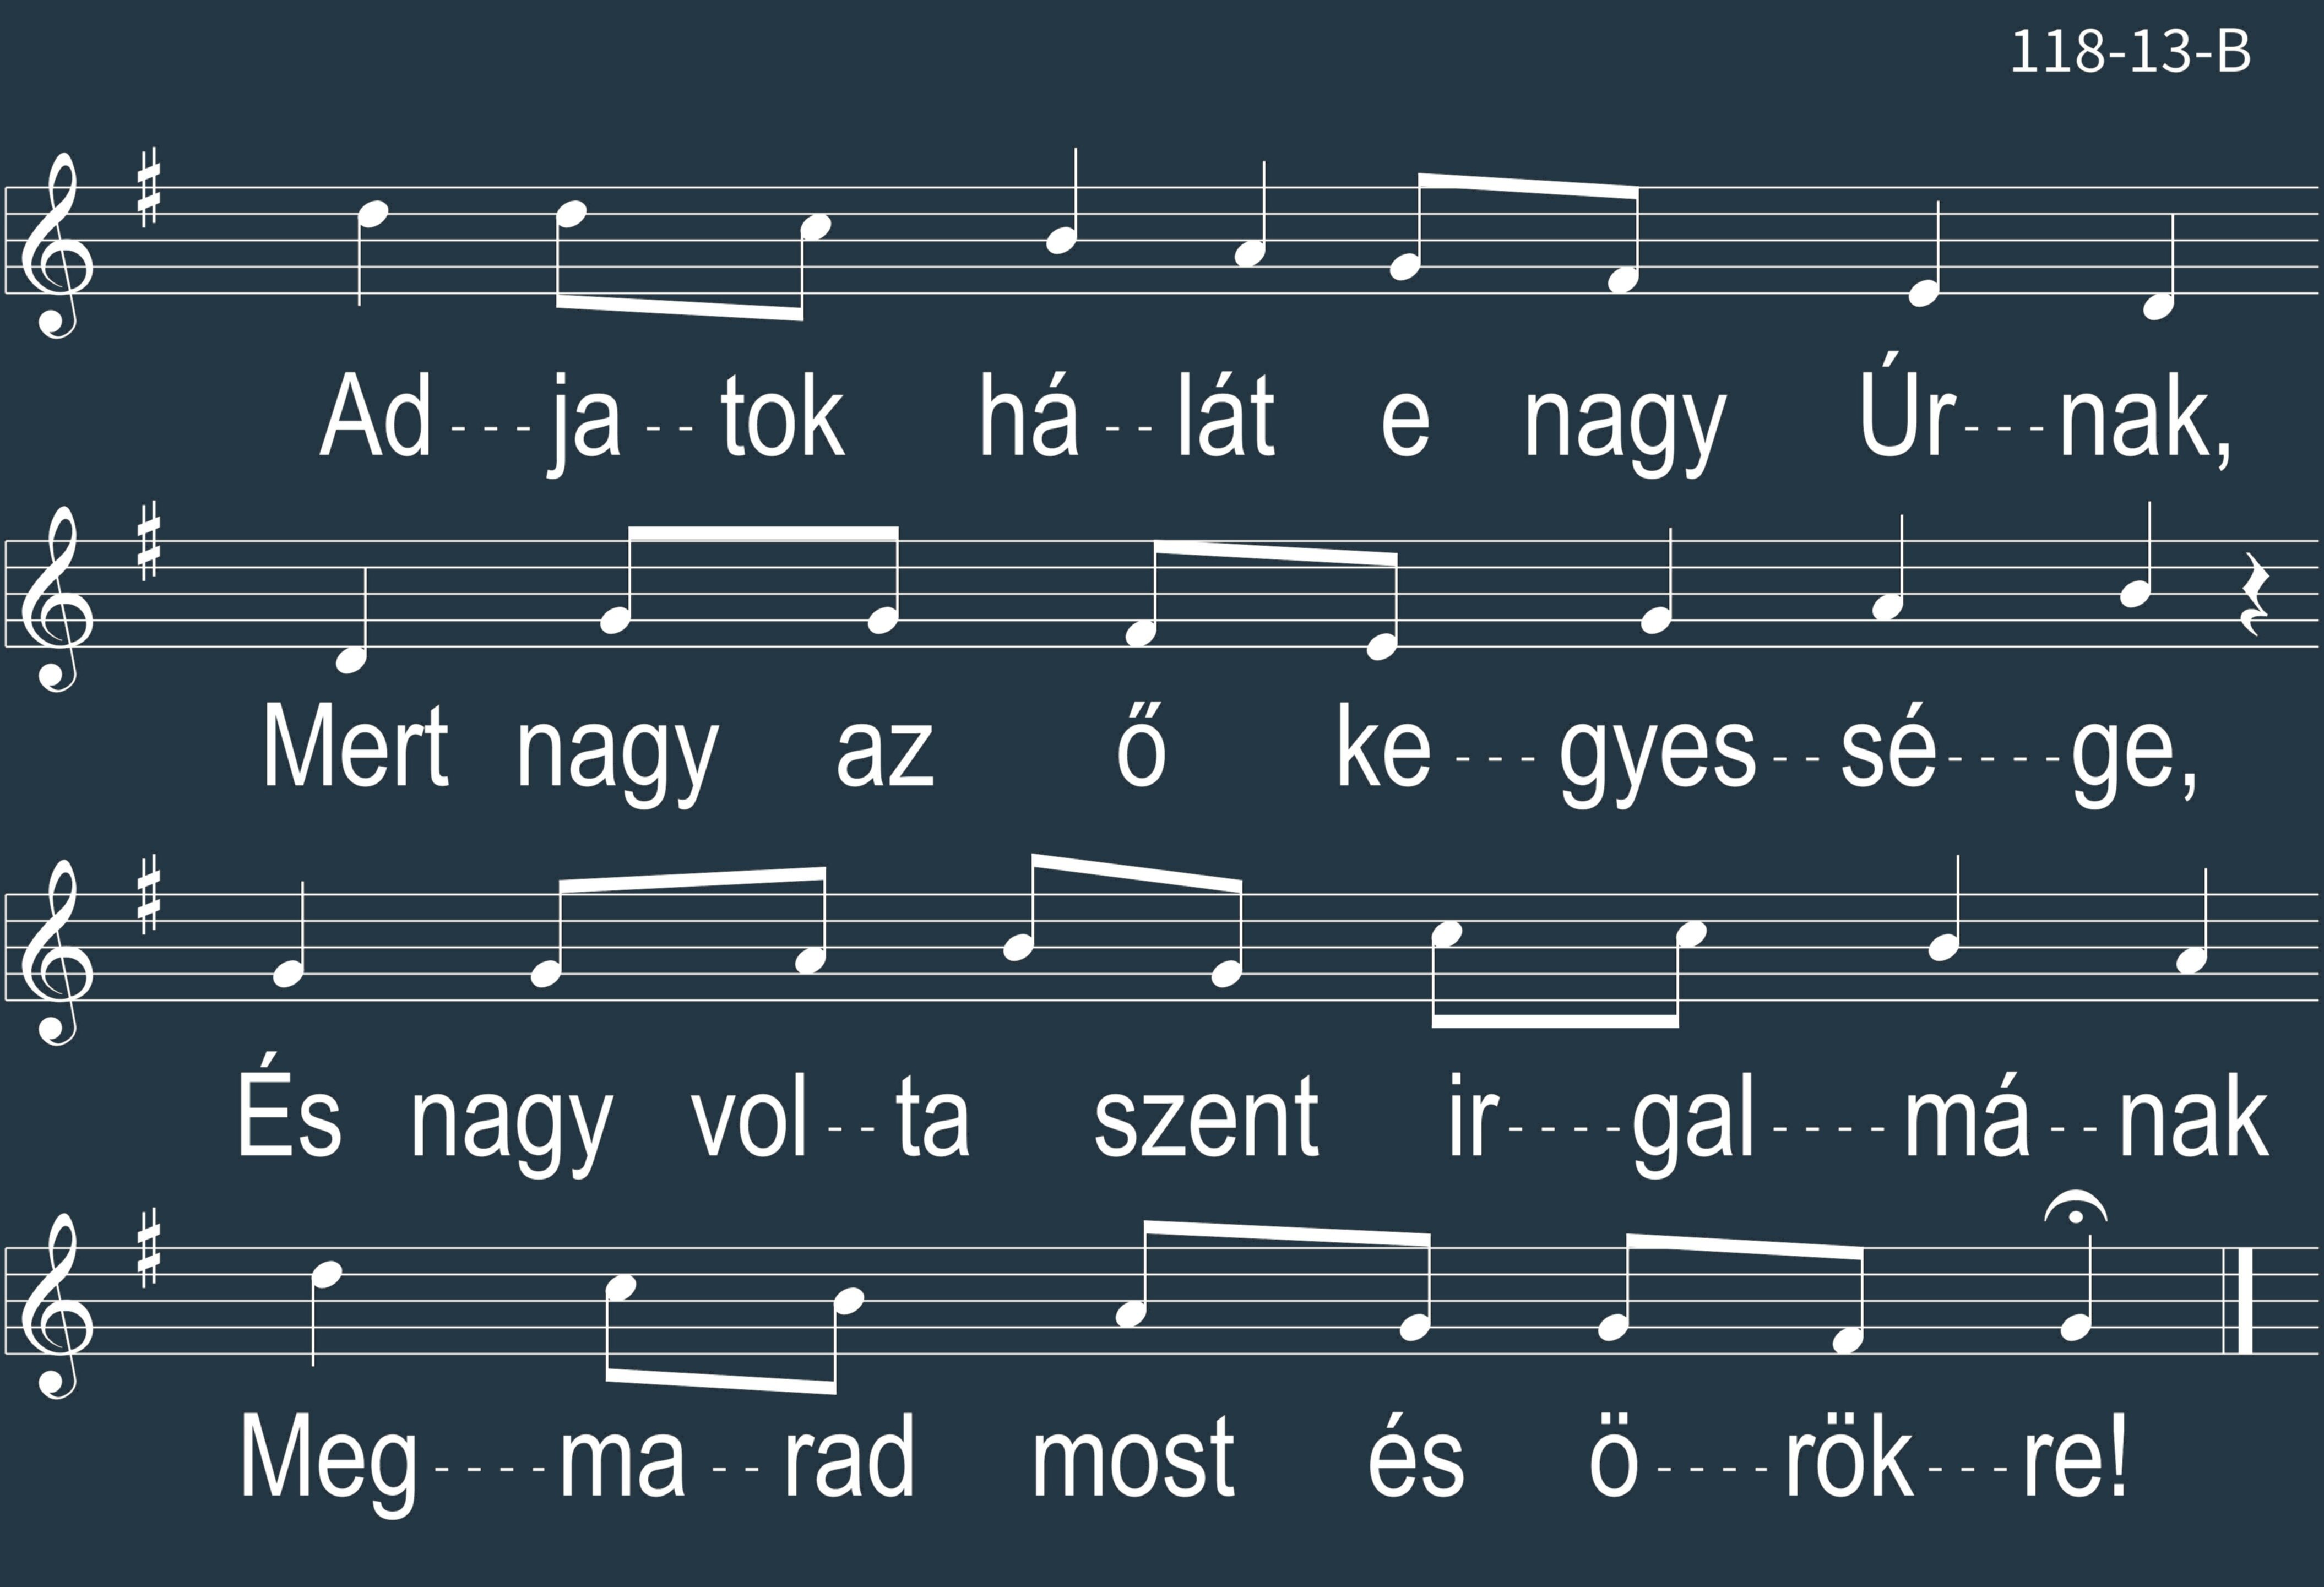 118-13-B
Ad---ja--tok há--lát e nagy Úr---nak,
Mert nagy az ő ke---gyes--sé----ge,
És nagy vol--ta szent ir----gal----má--nak
Meg----ma--rad most és ö----rök---re!